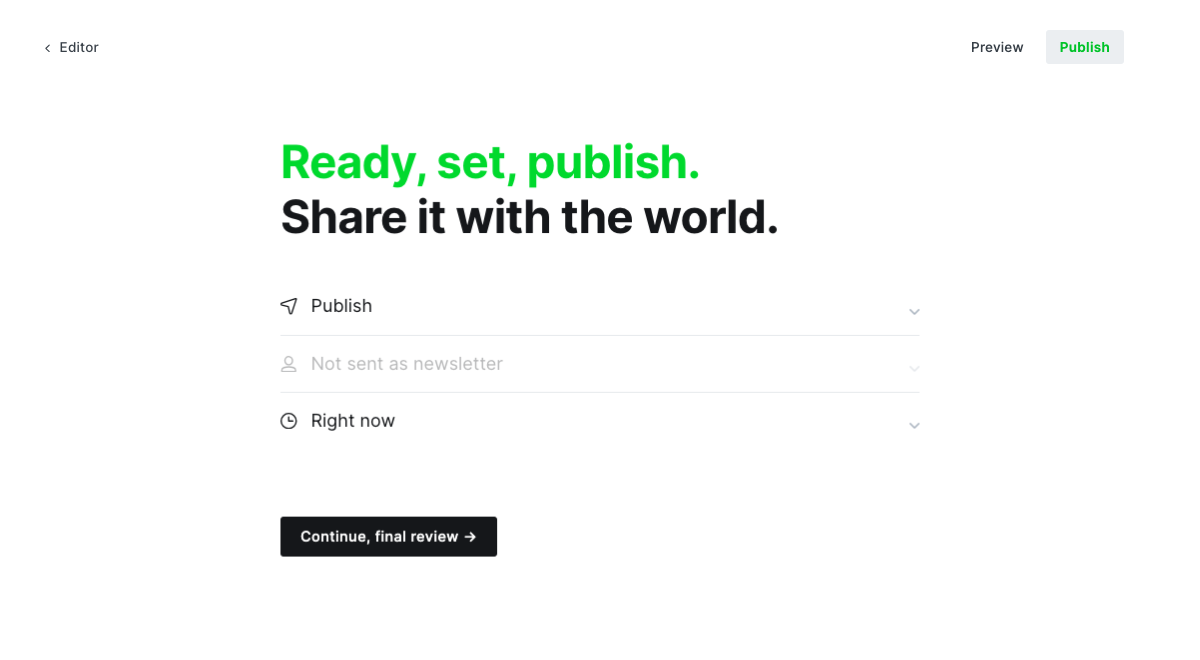 Editor
Preview
Publish
Ready, set, publish.
Share it with the world.
Publish
Not sent as newsletter
Right now
Continue, final review →